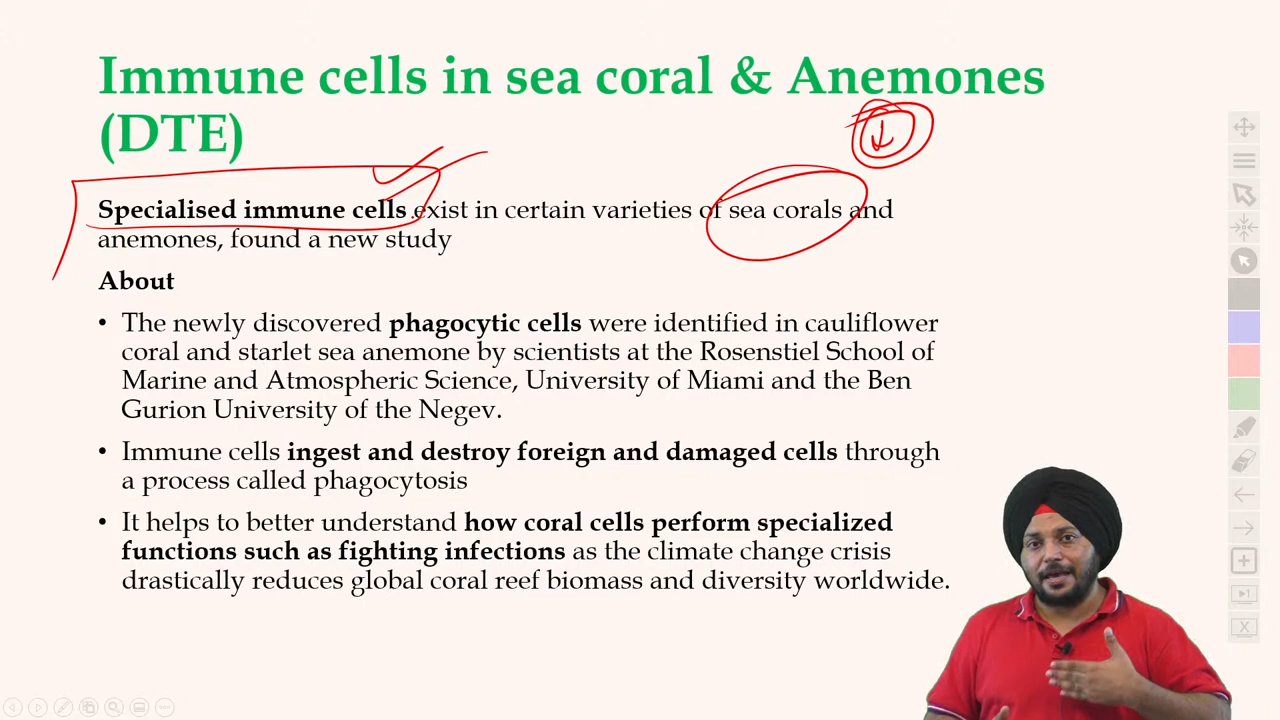 Immune cells in sea coral & Anemones
(DTE)
Specialised immune cells exist in certain varieties of sea corals and
anemones, found a new study
About
• The newly discovered phagocytic cells were identified in cauliflower
coral and starlet sea anemone by scientists at the Rosenstiel School of
Marine and Atmospheric Science, University of Miami and the Ben
Gurion University of the Negev.
• Immune cells ingest and destroy foreign and damaged cells through
a process called phagocytosis
• It helps to better understand how coral cells perform specialized
functions such as fighting infections as the climate change crisis
drastically reduces global coral reef biomass and diversity worldwide.